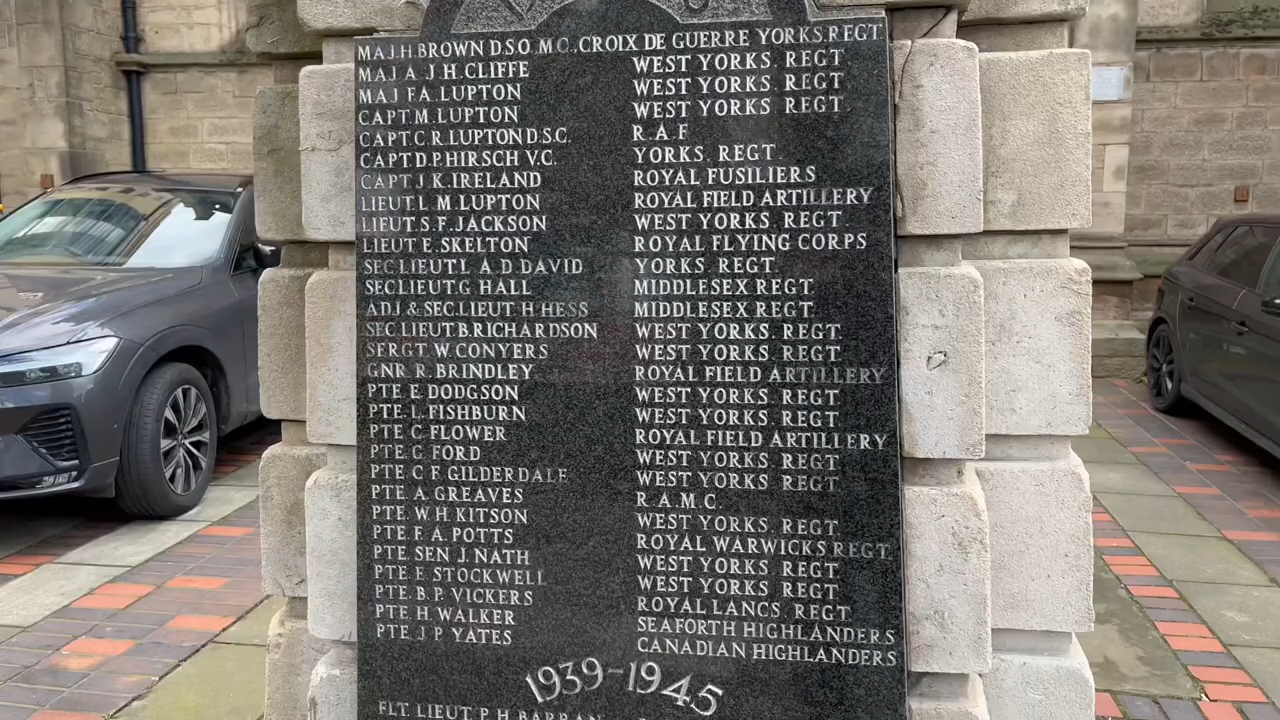 MAJ.H.BROWN D.S.O. M.C. CROIX DE GUERRE YORKS.REGT.
MAJ A. J.H.CLIFFE WEST YORKS. REGT
MAJ F.A. LUPTON WEST YORKS. REGT
CAPT.M.LUPTON WEST YORKS. REGT
CAPT.C.R.LUPTON D.S.C. R.A.F
CAPT.D.P.HIRSCH V.C. YORKS. REGT.
CAPT.J.K.IRELAND ROYAL FUSILIERS
LIEUT.L.M.LUPTON ROYAL FIELD ARTILLERY
LIEUT.S.F.JACKSON WEST YORKS. REGT
LIEUT E.SKELTON ROYAL FLYING CORPS
SEC.LIEUT.L A.D.DAVID YORKS. REGT.
SEC.LIEUT.G HALL MIDDLESEX REGT.
ADJ. & SEC.LIEUT H HESS MIDDLESEX REGT.
SEC.LIEUT.B.RICHARDSON WEST YORKS. REGT.
SERGT. W.CONYERS WEST YORKS. REGT.
GNR R.BRINDLEY ROYAL FIELD ARTILLERY
PTE E. DODGSON WEST YORKS. REGT.
PTE L. FISHBURN WEST YORKS. REGT.
PTE C. FLOWER ROYAL FIELD ARTILLERY
PTE. G. FORD WEST YORKS. REGT.
PTE C F. GILDERDALE WEST YORKS. REGT.
PTE. A. GREAVES R.A.M.C.
PTE. W.H.KITSON WEST YORKS. REGT
PTE. F. A. POTTS ROYAL WARWICKS REGT.
PTE. SEN J. NATH WEST YORKS. REGT
PTE. E. STOCKWELL WEST YORKS. REGT
PTE. B.P. VICKERS ROYAL LANCS. REGT.
PTE. H. WALKER SEAFORTH HIGHLANDERS
PTE. J. P. YATES CANADIAN HIGHLANDERS
1939-1945
FLT. LIEUT. P. H. BARRAN